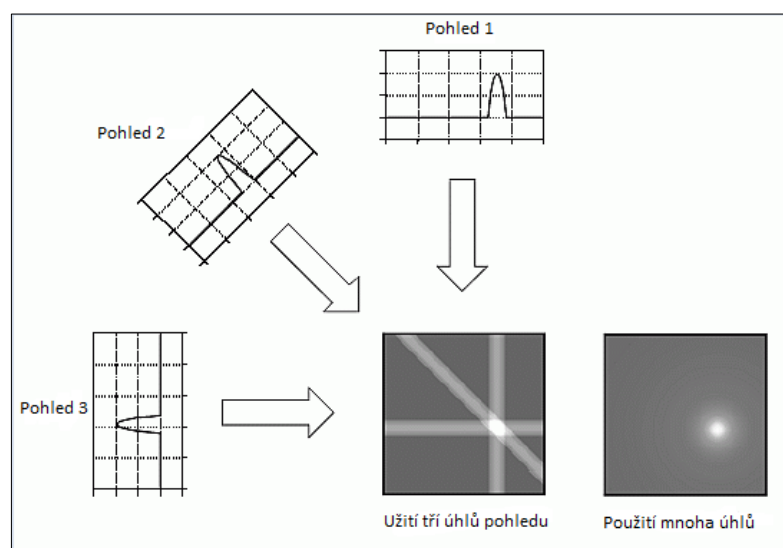 Pohled 1
Pohled 2
Pohled 3
Užití tří úhlů pohledu
Použití mnoha úhlů